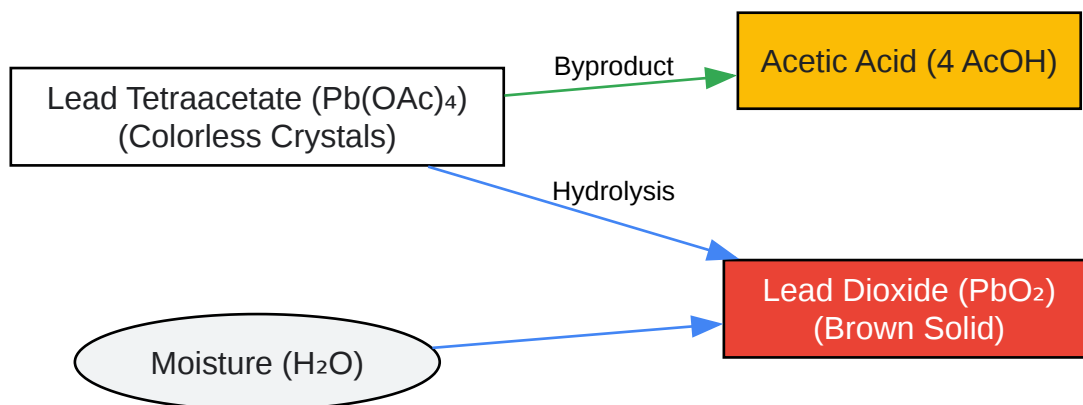 Lead Tetraacetate (Pb(OAc)₄)
(Colorless Crystals)
Byproduct
Acetic Acid (4 AcOH)
Hydrolysis
Lead Dioxide (PbO₂)
(Brown Solid)
Moisture (H₂O)